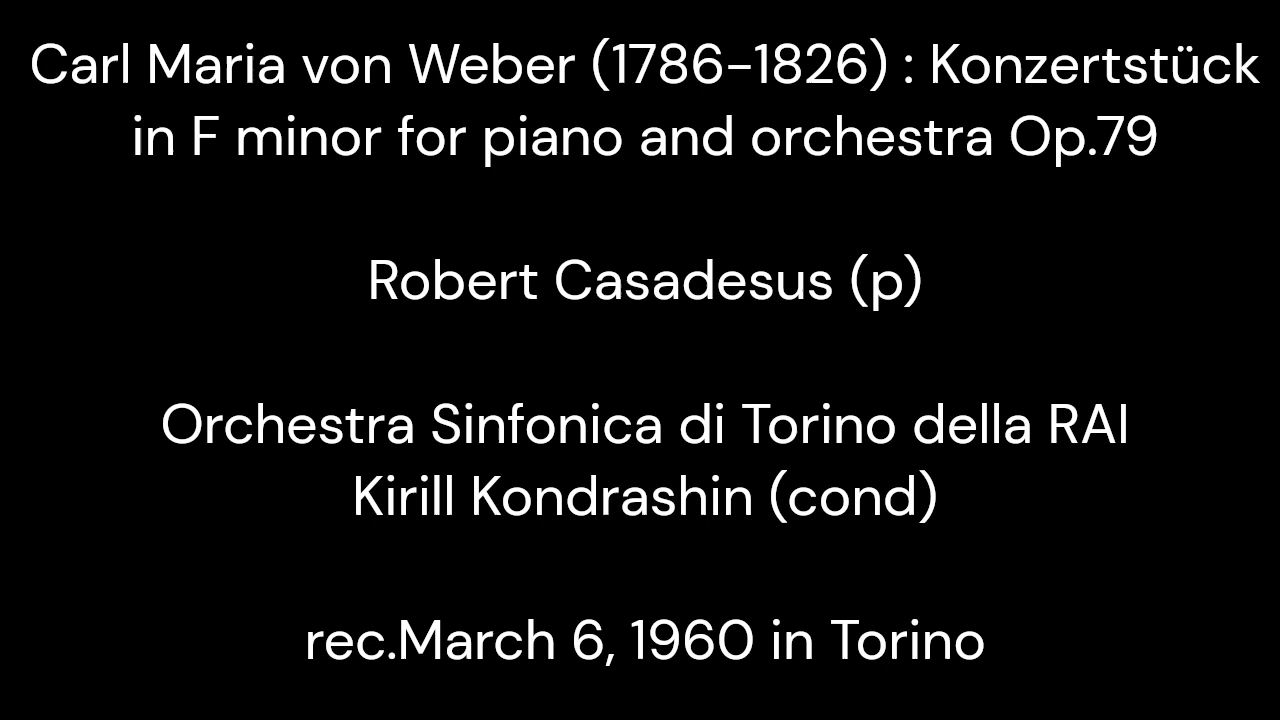 Carl Maria von Weber (1786-1826) : Konzertstück
in F minor for piano and orchestra Op.79
Robert Casadesus (p)
Orchestra Sinfonica di Torino della RAI
Kirill Kondrashin (cond)
rec.March 6, 1960 in Torino